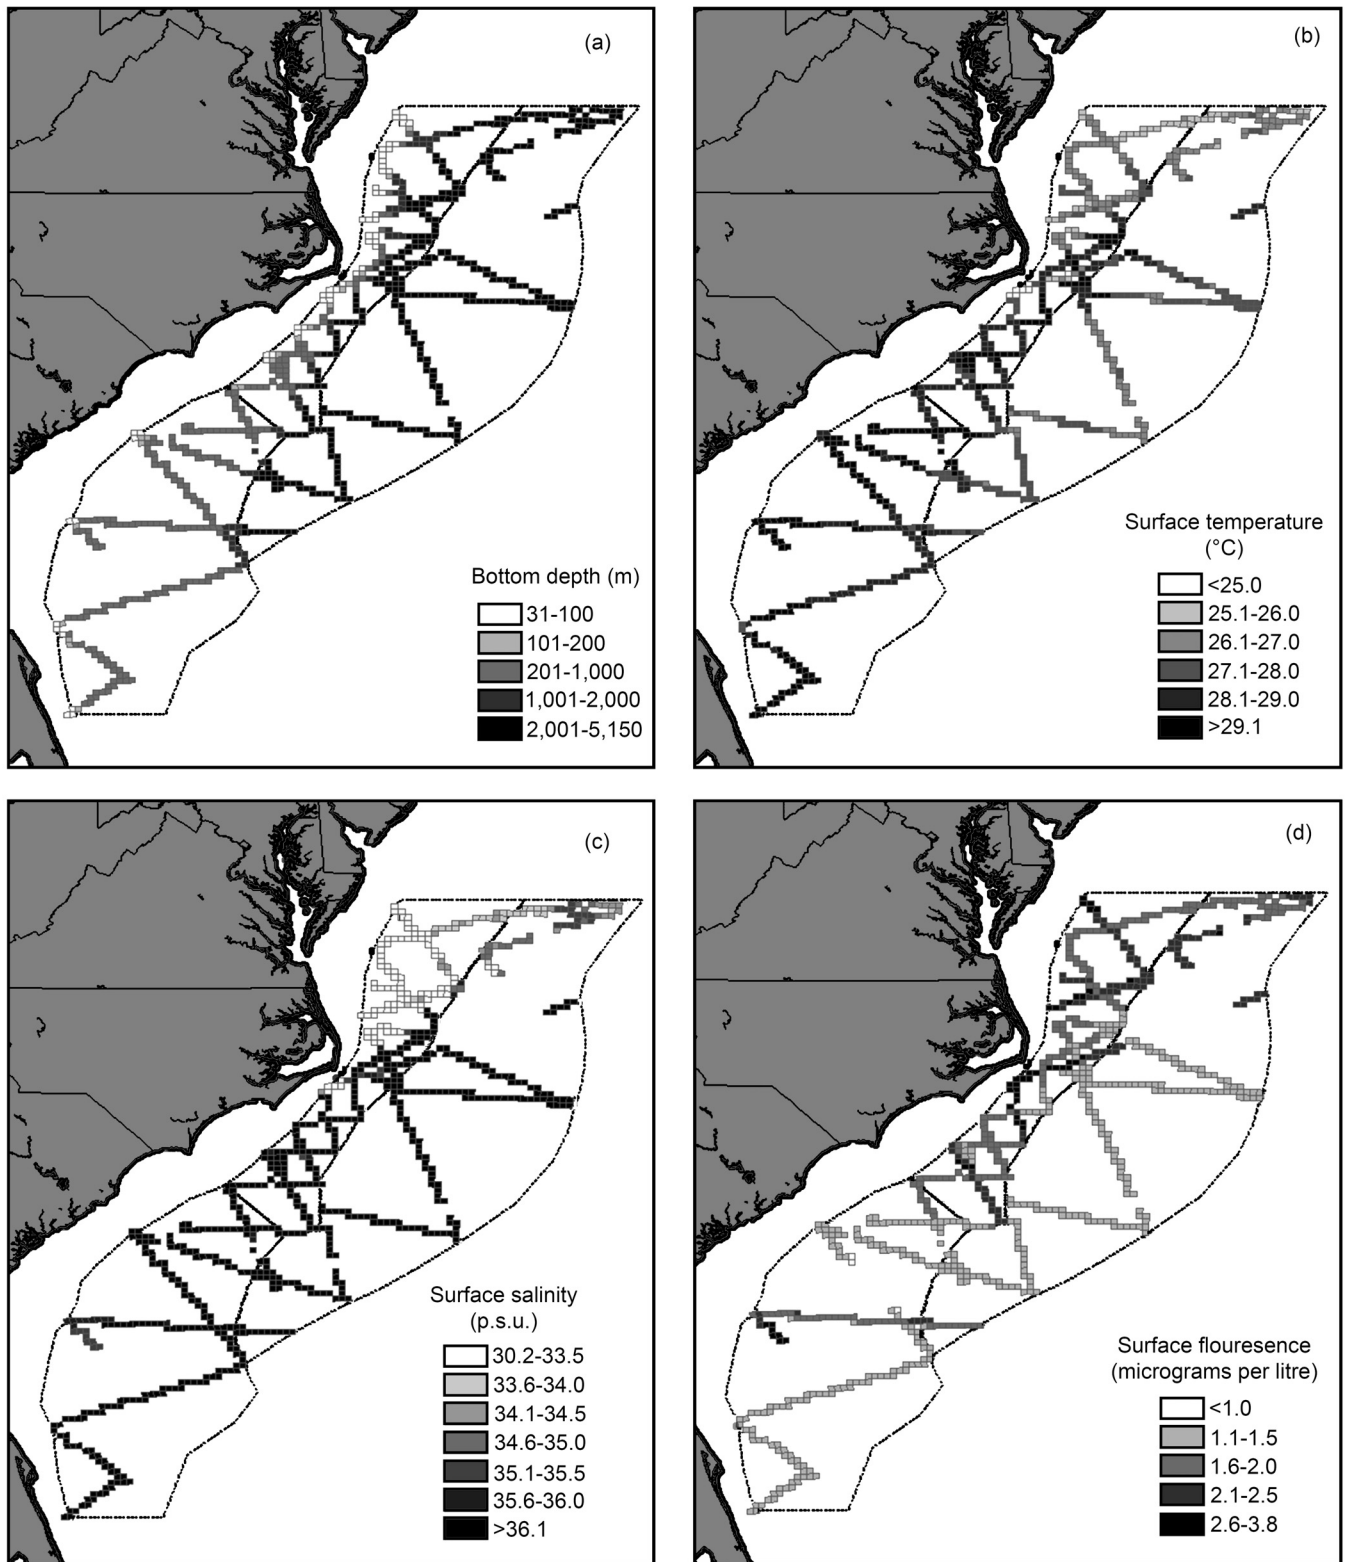 (a)
Bottom depth (m)
31-100
101-200
201-1,000
1,001-2,000
2,001-5,150
(b)
Surface temperature
(°C)
<25.0
25.1-26.0
26.1-27.0
27.1-28.0
28.1-29.0
>29.1
(c)
Surface salinity
(p.s.u.)
30.2-33.5
33.6-34.0
34.1-34.5
34.6-35.0
35.1-35.5
35.6-36.0
>36.1
(d)
Surface flouresence
(micrograms per litre)
<1.0
1.1-1.5
1.6-2.0
2.1-2.5
2.6-3.8